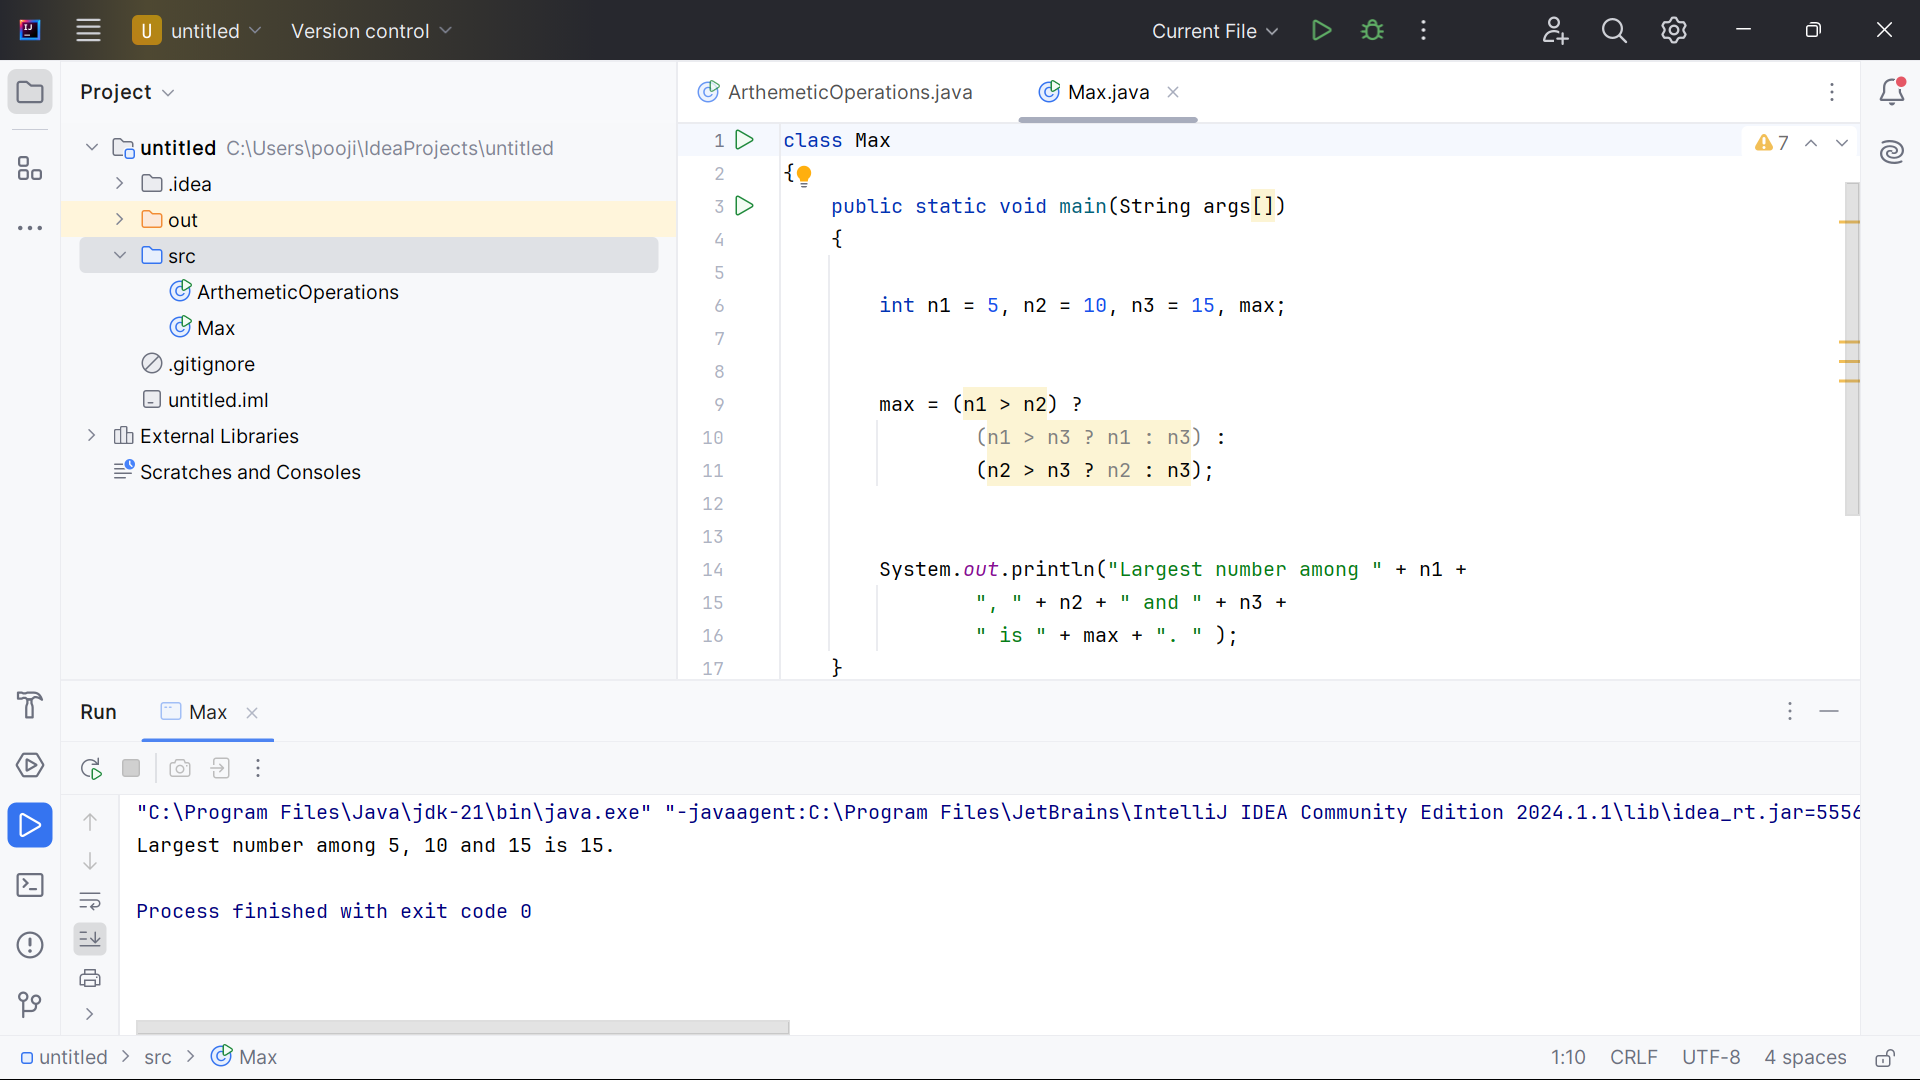 U untitled Version control Current File
Project
untitled C:\Users\pooji\IdeaProjects\untitled
.idea
out
src
ArthemeticOperations
Max
.gitignore
untitled.iml
External Libraries
Scratches and Consoles
ArthemeticOperations.java Max.java
7
1 class Max
2 {
3 public static void main(String args[])
4 {
5
6 int n1 = 5, n2 = 10, n3 = 15, max;
7
8
9 max = (n1 > n2) ?
10 (n1 > n3 ? n1 : n3) :
11 (n2 > n3 ? n2 : n3);
12
13
14 System.out.println("Largest number among " + n1 +
15 ", " + n2 + " and " + n3 +
16 " is " + max + ". " );
17 }
Run Max
"C:\Program Files\Java\jdk-21\bin\java.exe" "-javaagent:C:\Program Files\JetBrains\IntelliJ IDEA Community Edition 2024.1.1\lib\idea_rt.jar=5556
Largest number among 5, 10 and 15 is 15.
Process finished with exit code 0
untitled > src > Max 1:10 CRLF UTF-8 4 spaces